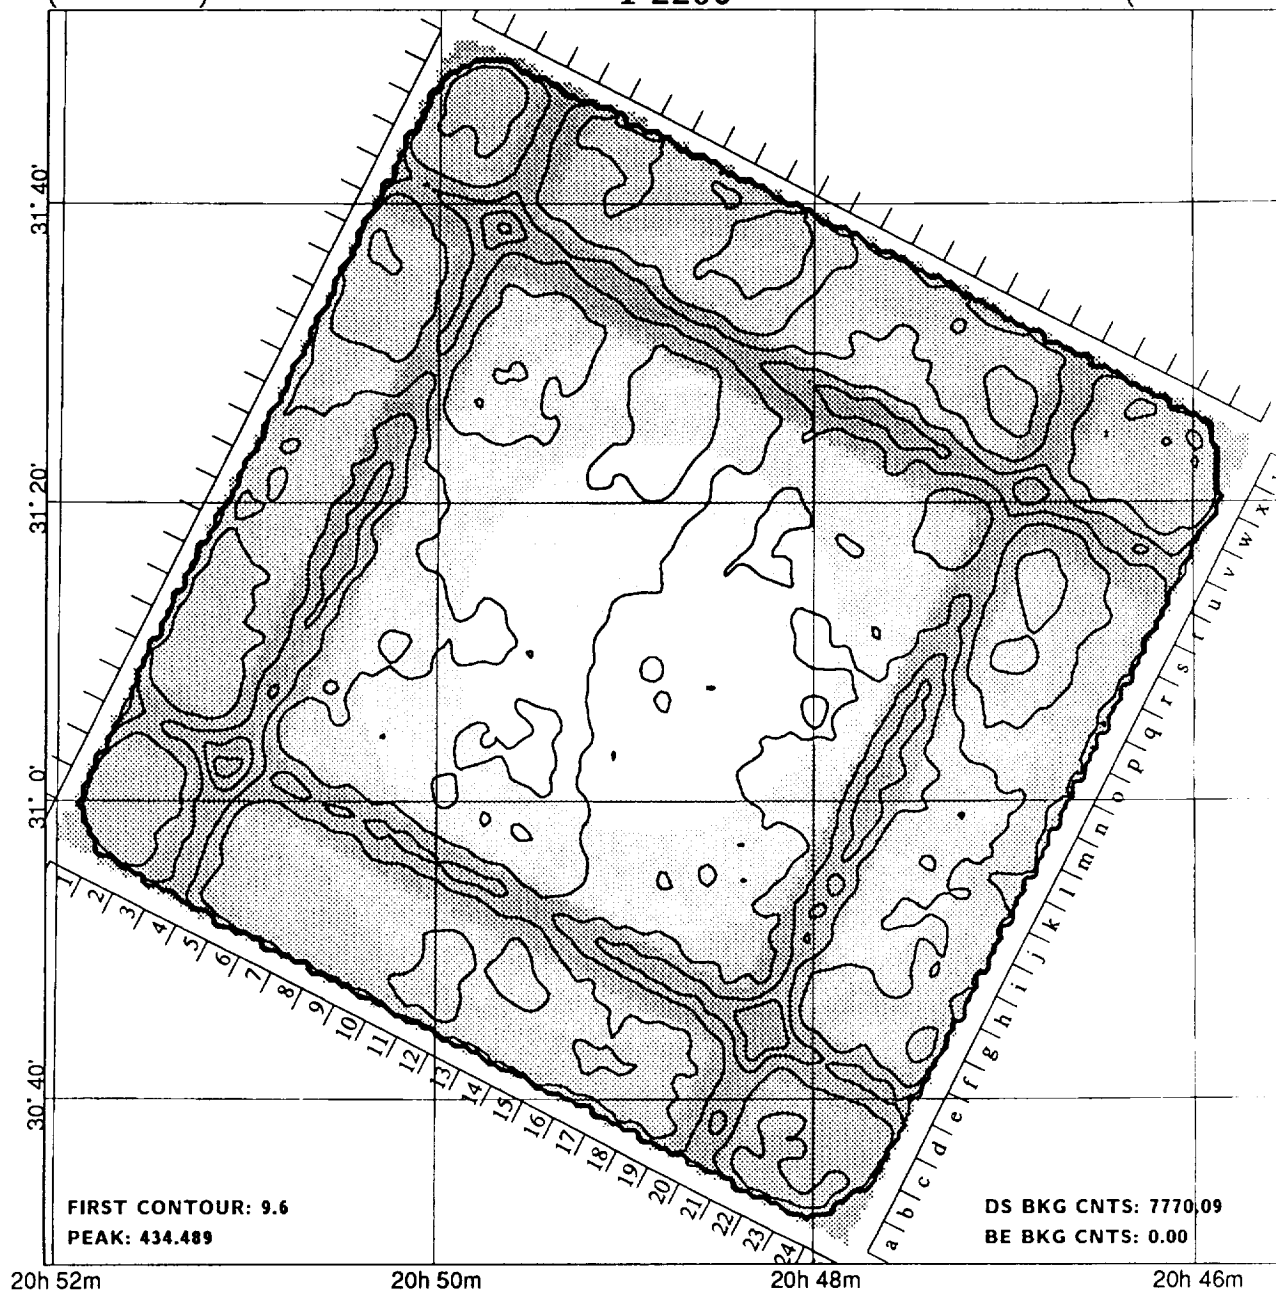 31° 40'
31° 20'
31° 0'
30° 40'
1 2 3 4 5 6 7 8 9 10 11 12 13 14 15 16 17 18 19 20 21 22 23 24
a b c d e f g h i j k l m n o p q r s t u v w x
FIRST CONTOUR: 9.6
PEAK: 434.489
DS BKG CNTS: 7770.09
BE BKG CNTS: 0.00
20h 52m
20h 50m
20h 48m
20h 46m